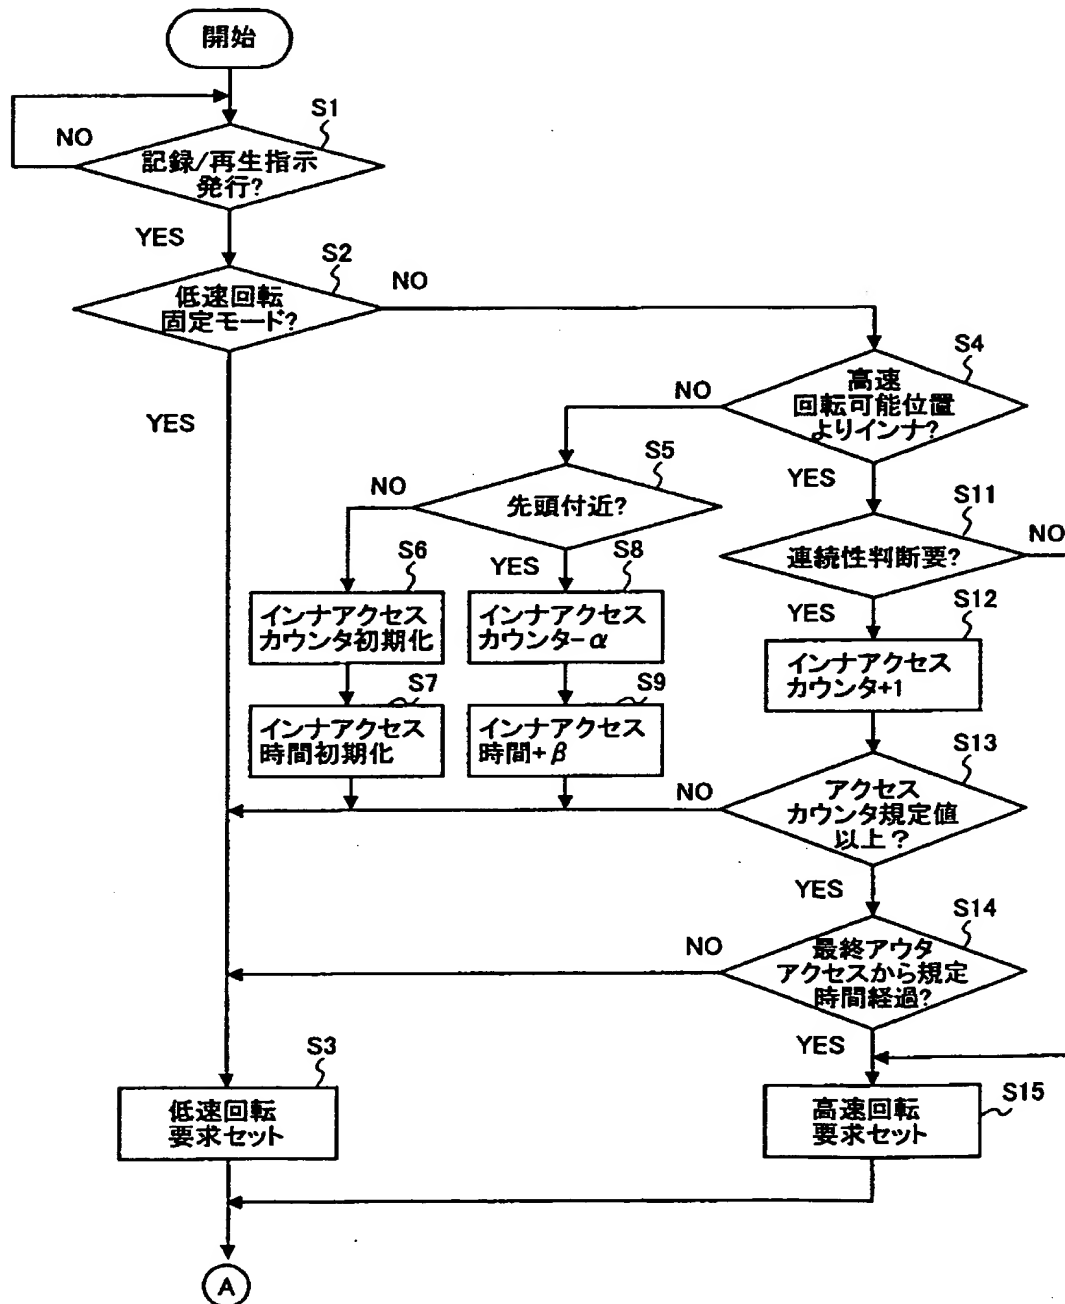 開始
S1
NO
記録/再生指示
発行?
YES
S2
低速回転
固定モード?
NO
YES
S4
高速
回転可能位置
よりインナ?
NO
YES
S5
先頭付近?
NO
YES
S11
連続性判断要?
NO
YES
S6
インナアクセス
カウンタ初期化
S8
インナアクセス
カウンター α
S12
インナアクセス
カウンタ+1
S7
インナアクセス
時間初期化
S9
インナアクセス
時間+ β
S13
アクセス
カウンタ規定値
以上?
NO
YES
S14
最終アウタ
アクセスから規定
時間経過?
NO
YES
S3
低速回転
要求セット
S15
高速回転
要求セット
A